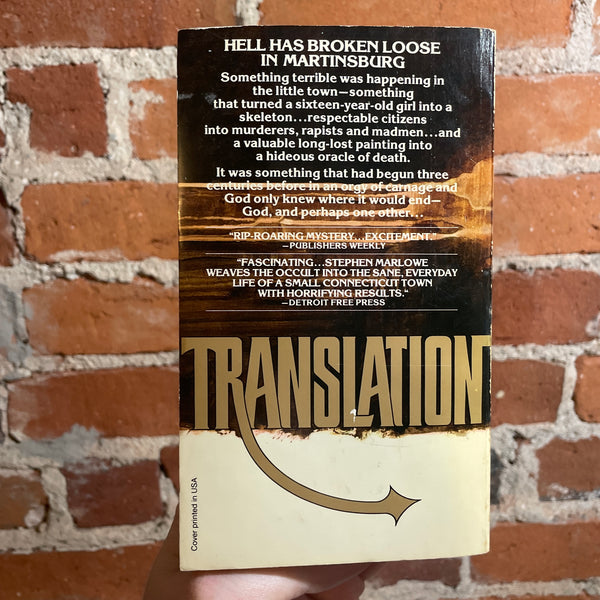 HELL HAS BROKEN LOOSE
IN MARTINSBURG
Something terrible was happening in
the little town—something
that turned a sixteen-year-old girl into a
skeleton...respectable citizens
into murderers, rapists and madmen...and
a valuable long-lost painting into
a hideous oracle of death.
It was something that had begun three
centuries before in an orgy of carnage and
God only knew where it would end—
God, and perhaps one other...
"RIP-ROARING MYSTERY...EXCITEMENT."
—PUBLISHERS WEEKLY
"FASCINATING...STEPHEN MARLOWE
WEAVES THE OCCULT INTO THE SANE, EVERYDAY
LIFE OF A SMALL CONNECTICUT TOWN
WITH HORRIFYING RESULTS."
—DETROIT FREE PRESS
TRANSLATION
Cover printed in USA